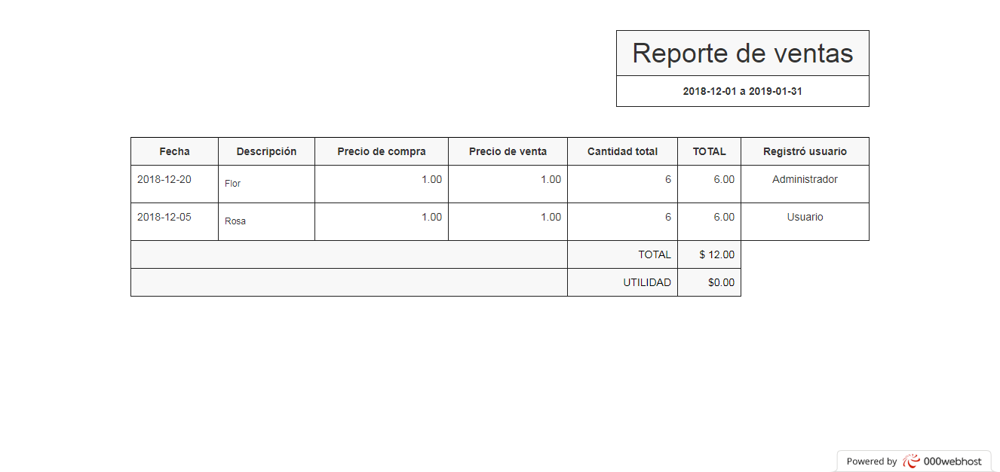 Reporte de ventas
2018-12-01 a 2019-01-31
Fecha Descripción Precio de compra Precio de venta Cantidad total TOTAL Registró usuario
2018-12-20 Flor 1.00 1.00 6 6.00 Administrador
2018-12-05 Rosa 1.00 1.00 6 6.00 Usuario
TOTAL $ 12.00
UTILIDAD $0.00
Powered by 000webhost